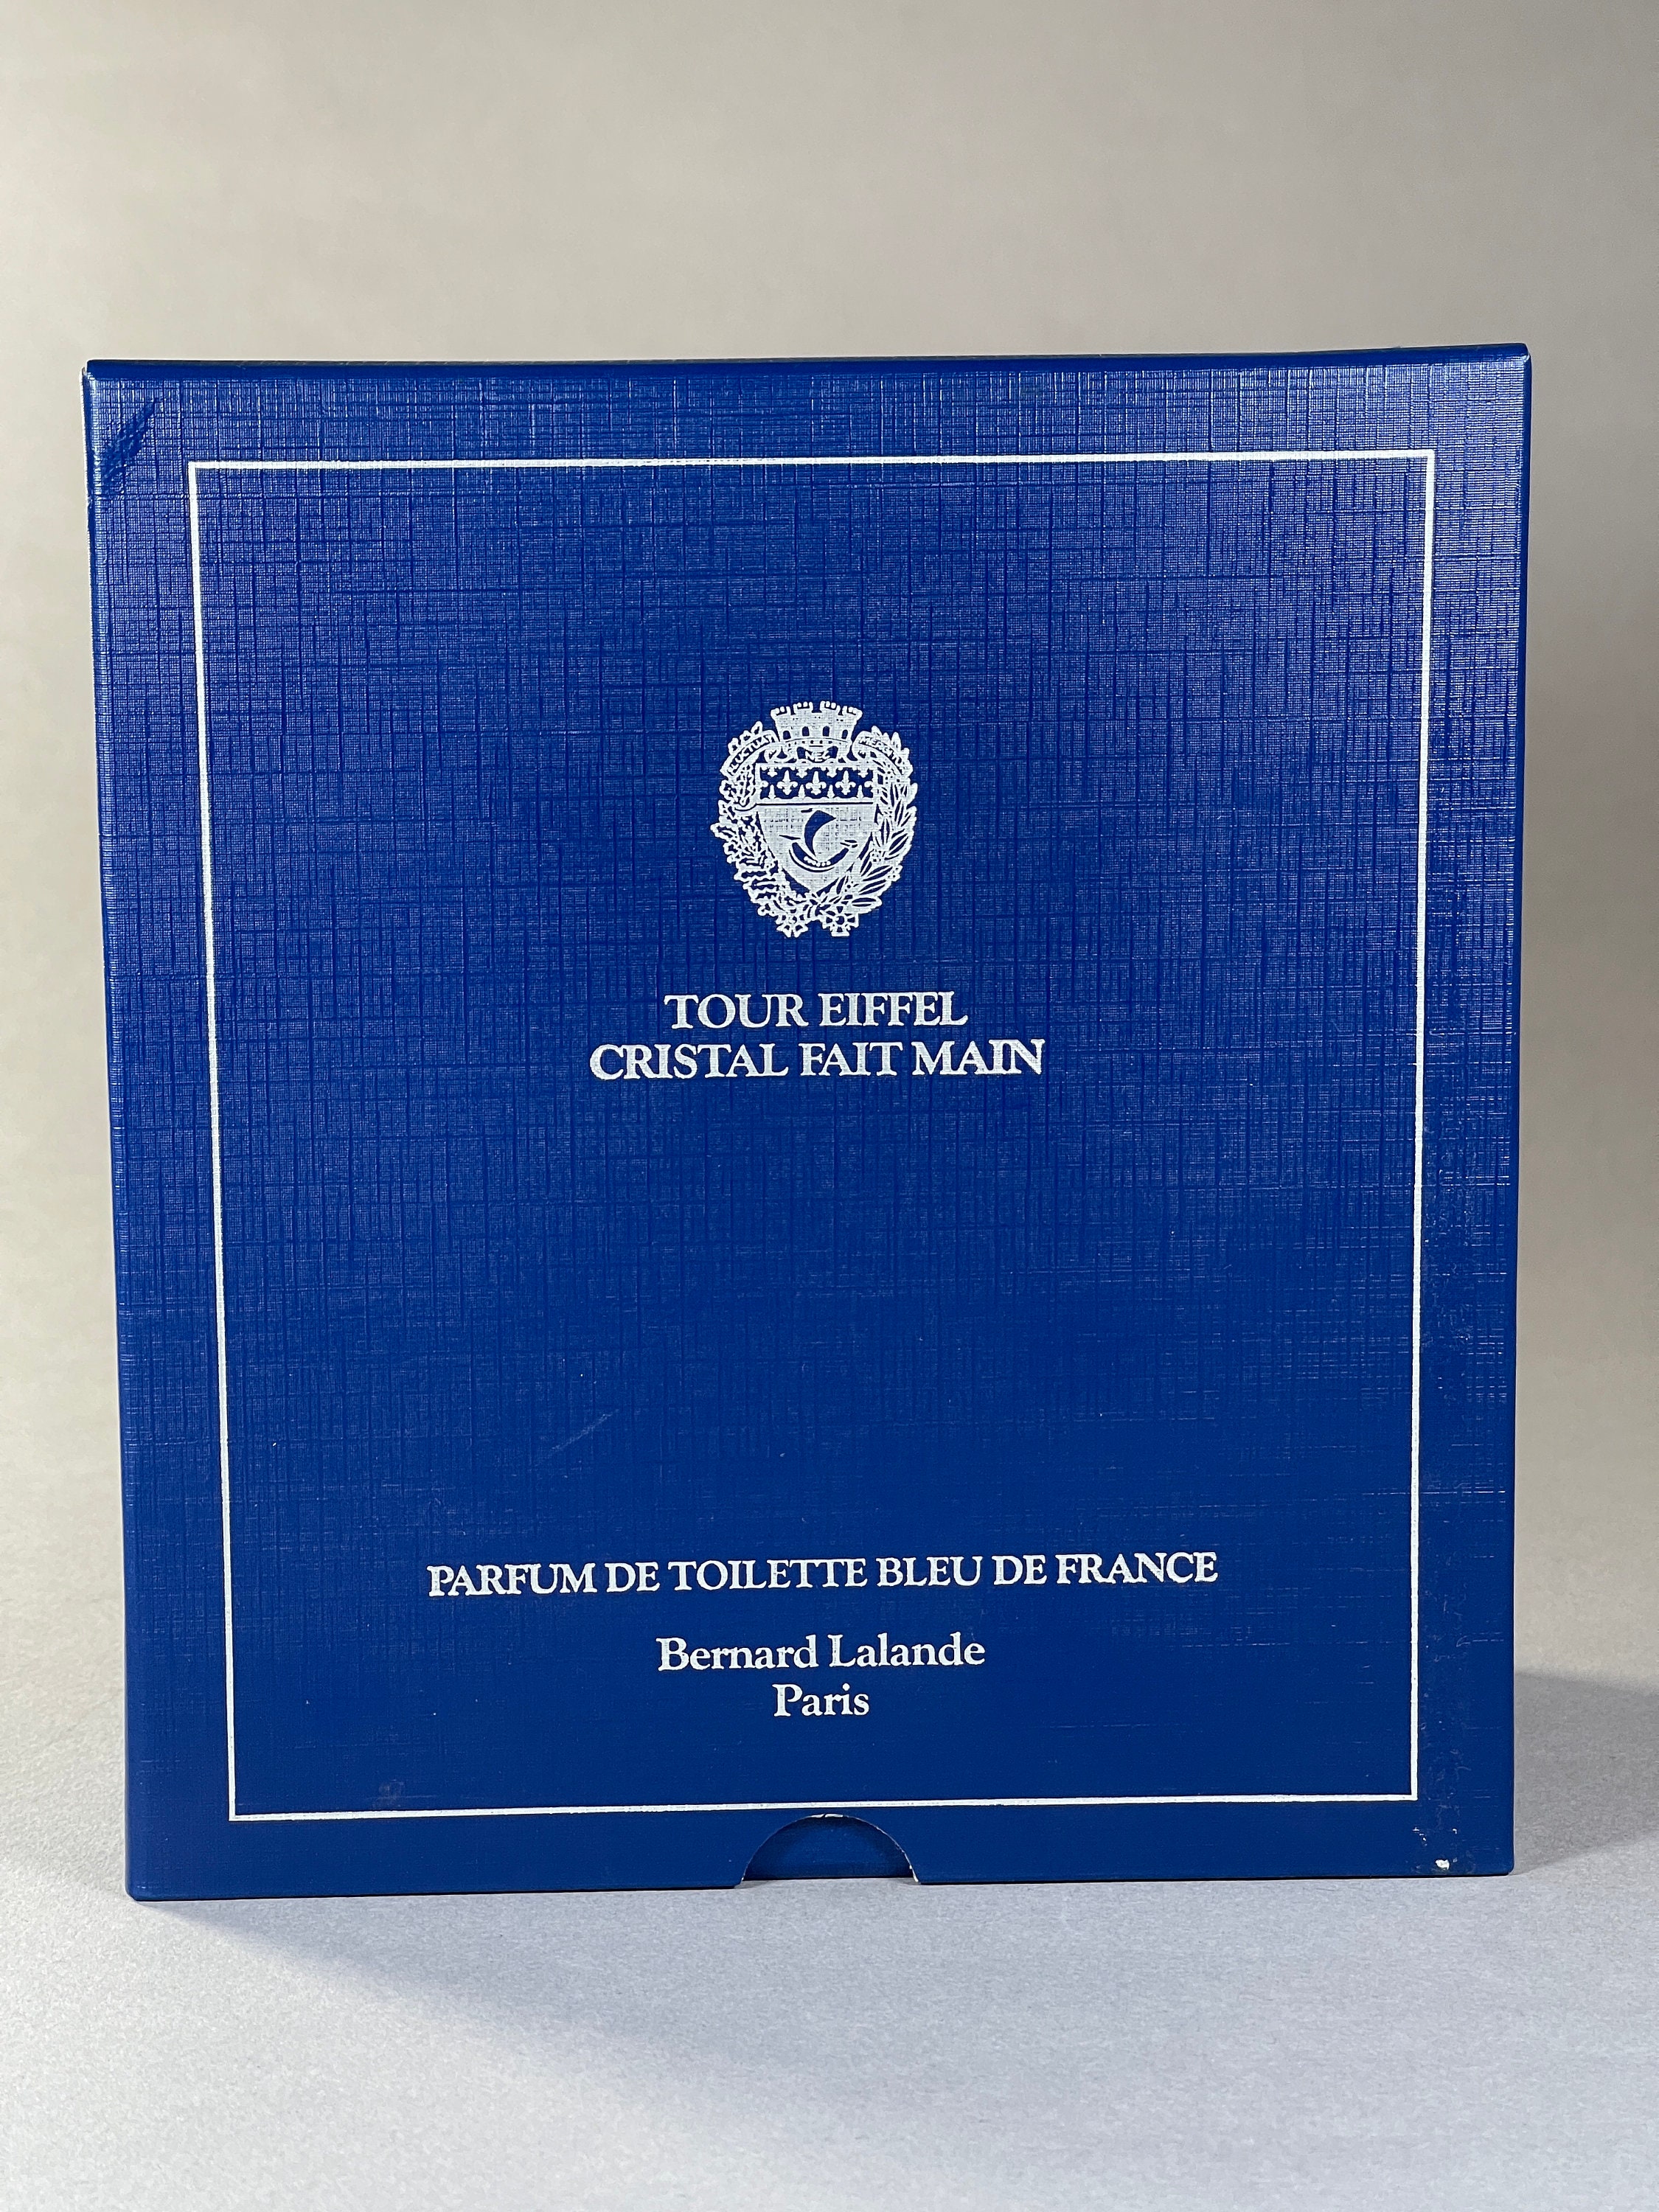 TOUR EIFFEL
CRISTAL FAIT MAIN
PARFUM DE TOILETTE BLEU DE FRANCE
Bernard Lalande
Paris